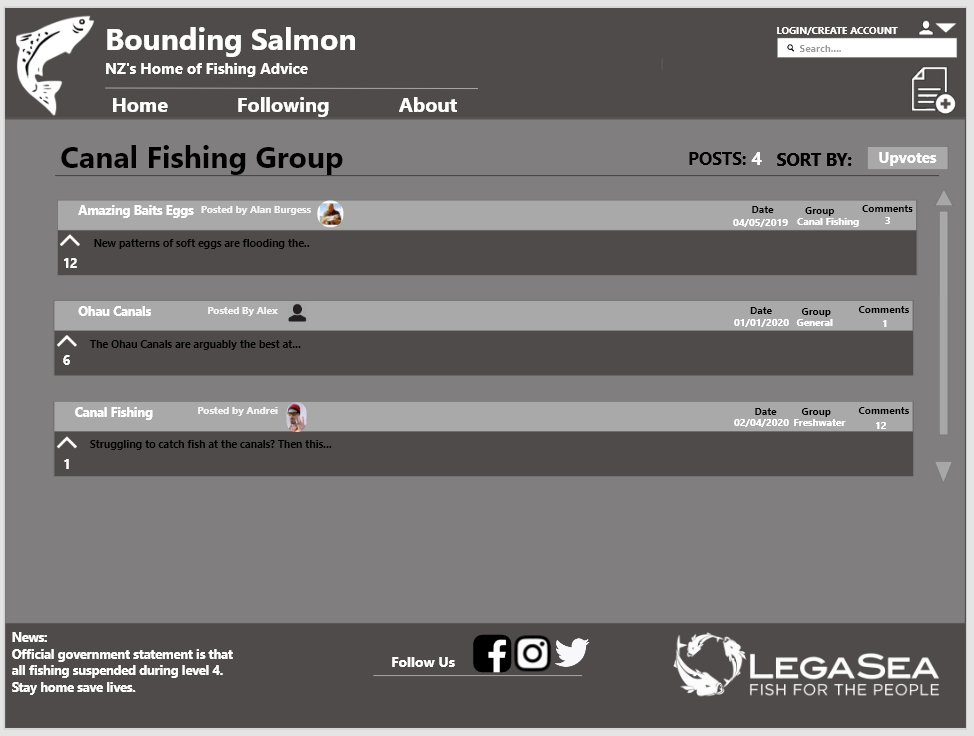 Bounding Salmon
NZ's Home of Fishing Advice
LOGIN/CREATE ACCOUNT
Search....
Home Following About
Canal Fishing Group
POSTS: 4 SORT BY: Upvotes
Amazing Baits Eggs Posted by Alan Burgess Date Group Comments
04/05/2019 Canal Fishing 3
New patterns of soft eggs are flooding the..
12
Ohau Canals Posted By Alex Date Group Comments
01/01/2020 General 1
The Ohau Canals are arguably the best at...
6
Canal Fishing Posted by Andrei Date Group Comments
02/04/2020 Freshwater 12
Struggling to catch fish at the canals? Then this...
1
News:
Official government statement is that
all fishing suspended during level 4.
Stay home save lives.
Follow Us
LEGASEA
FISH FOR THE PEOPLE